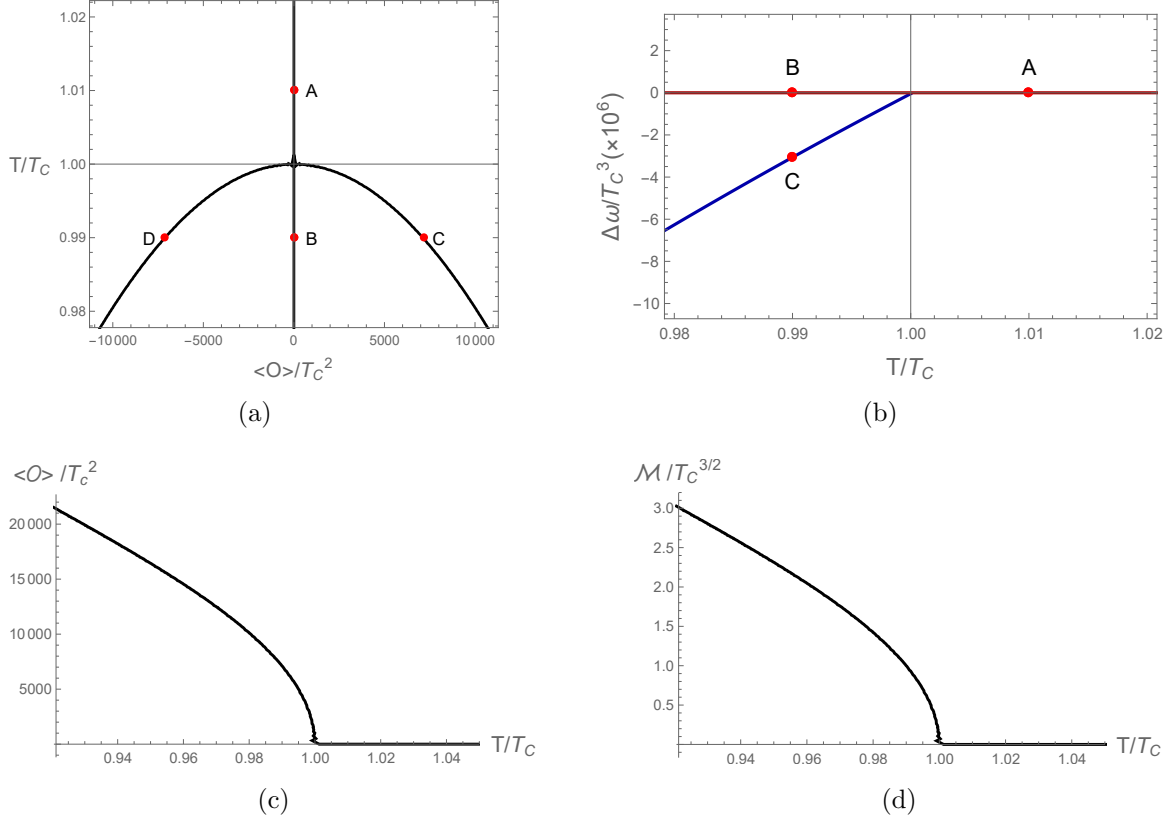 1.02
1.01
A
T/T_C 1.00
0.99
D B C
0.98
−10000 −5000 0 5000 10000
<O>/T_C^2
(a)
2
0
−2
−4
−6
−8
−10
Δω/T_C^3(×10^6)
B A
C
0.98 0.99 1.00 1.01 1.02
T/T_C
(b)
<O> /T_c^2
20000
15000
10000
5000
0.94 0.96 0.98 1.00 1.02 1.04
T/T_C
(c)
ℳ/T_C^{3/2}
3.0
2.5
2.0
1.5
1.0
0.5
0.94 0.96 0.98 1.00 1.02 1.04
T/T_C
(d)